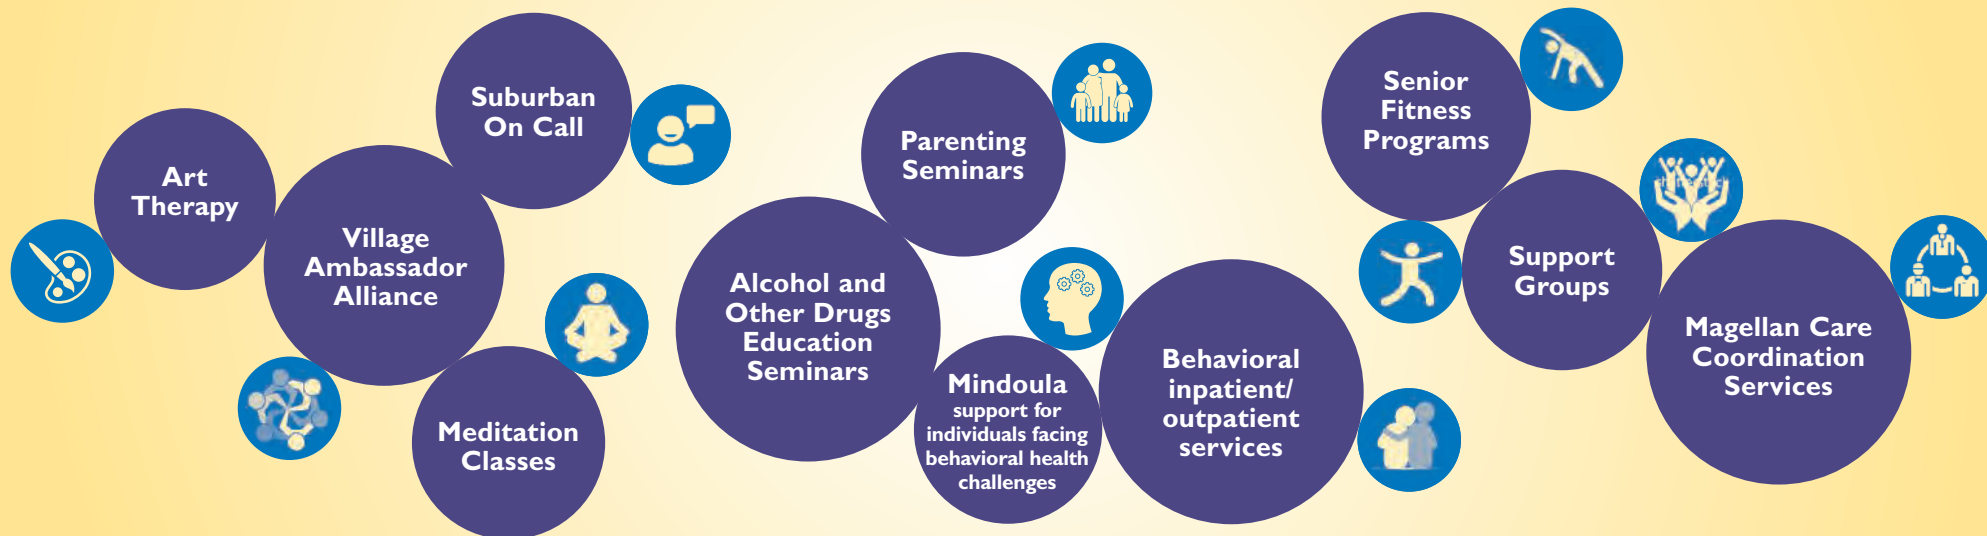 Art
Therapy
Suburban
On Call
Village
Ambassador
Alliance
Meditation
Classes
Alcohol and
Other Drugs
Education
Seminars
Parenting
Seminars
Mindoula
support for
individuals facing
behavioral health
challenges
Behavioral
inpatient/
outpatient
services
Senior
Fitness
Programs
Support
Groups
Magellan Care
Coordination
Services